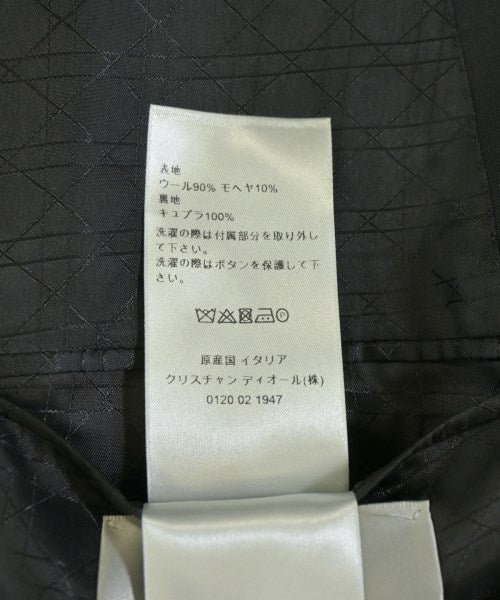 表地
ウール90% モヘヤ10%
裏地
キュプラ100%
洗濯の際は付属部分を取り外し
て下さい。
洗濯の際はボタンを保護して下
さい。
原産国 イタリア
クリスチャン ディオール(株)
0120 02 1947